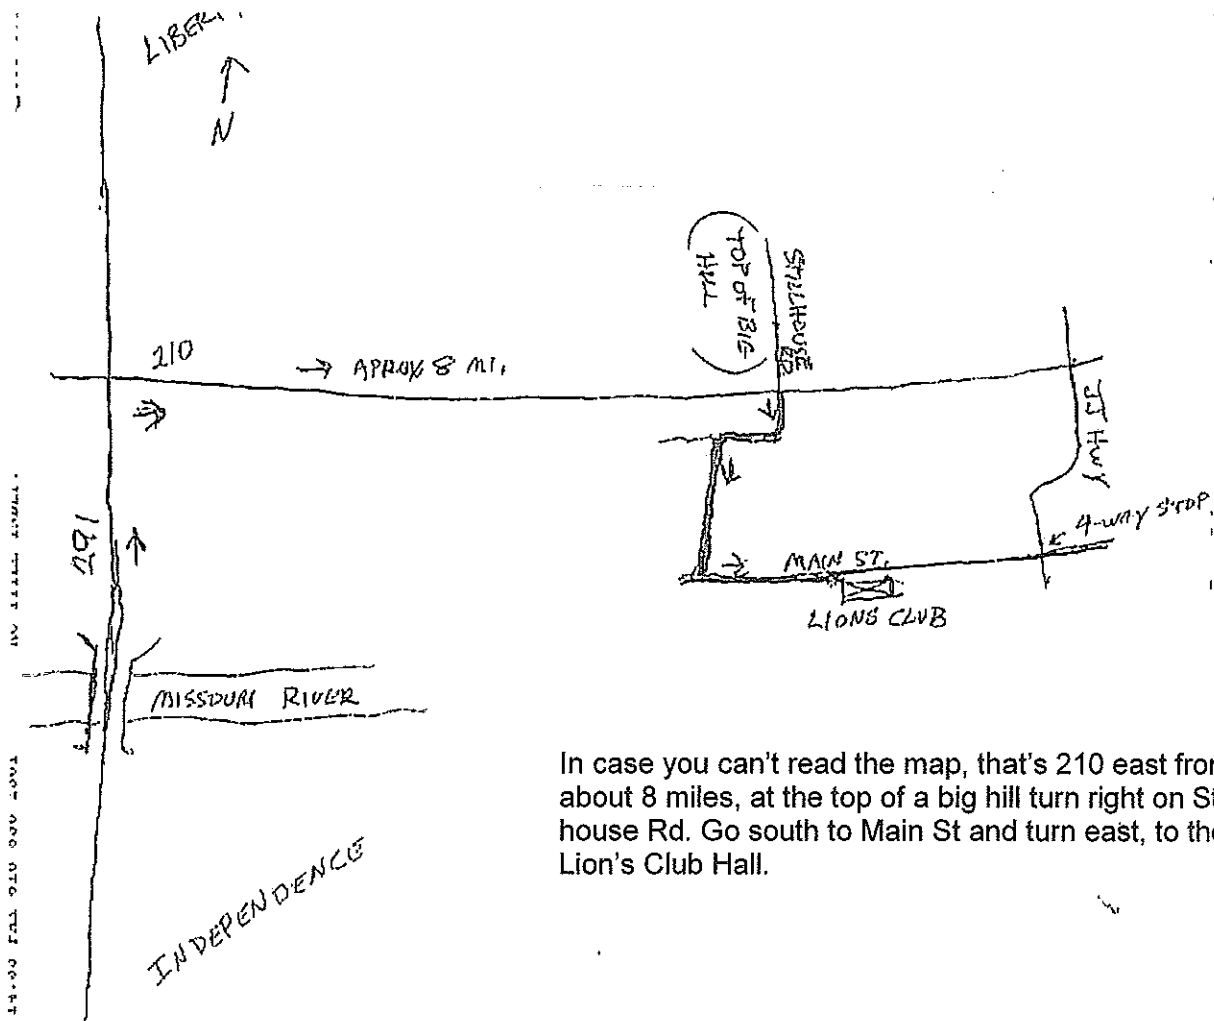 N
210
→ APPROX 8 MI.
(TOP OF BIG
HILL)
STILLHOUSE
RD
JJ HWY
4-WAY STOP
291
MAIN ST.
LIONS CLUB
MISSOURI RIVER
INDEPENDENCE
In case you can't read the map, that's 210 east
about 8 miles, at the top of a big hill turn right on
house Rd. Go south to Main St and turn east, to
Lion's Club Hall.